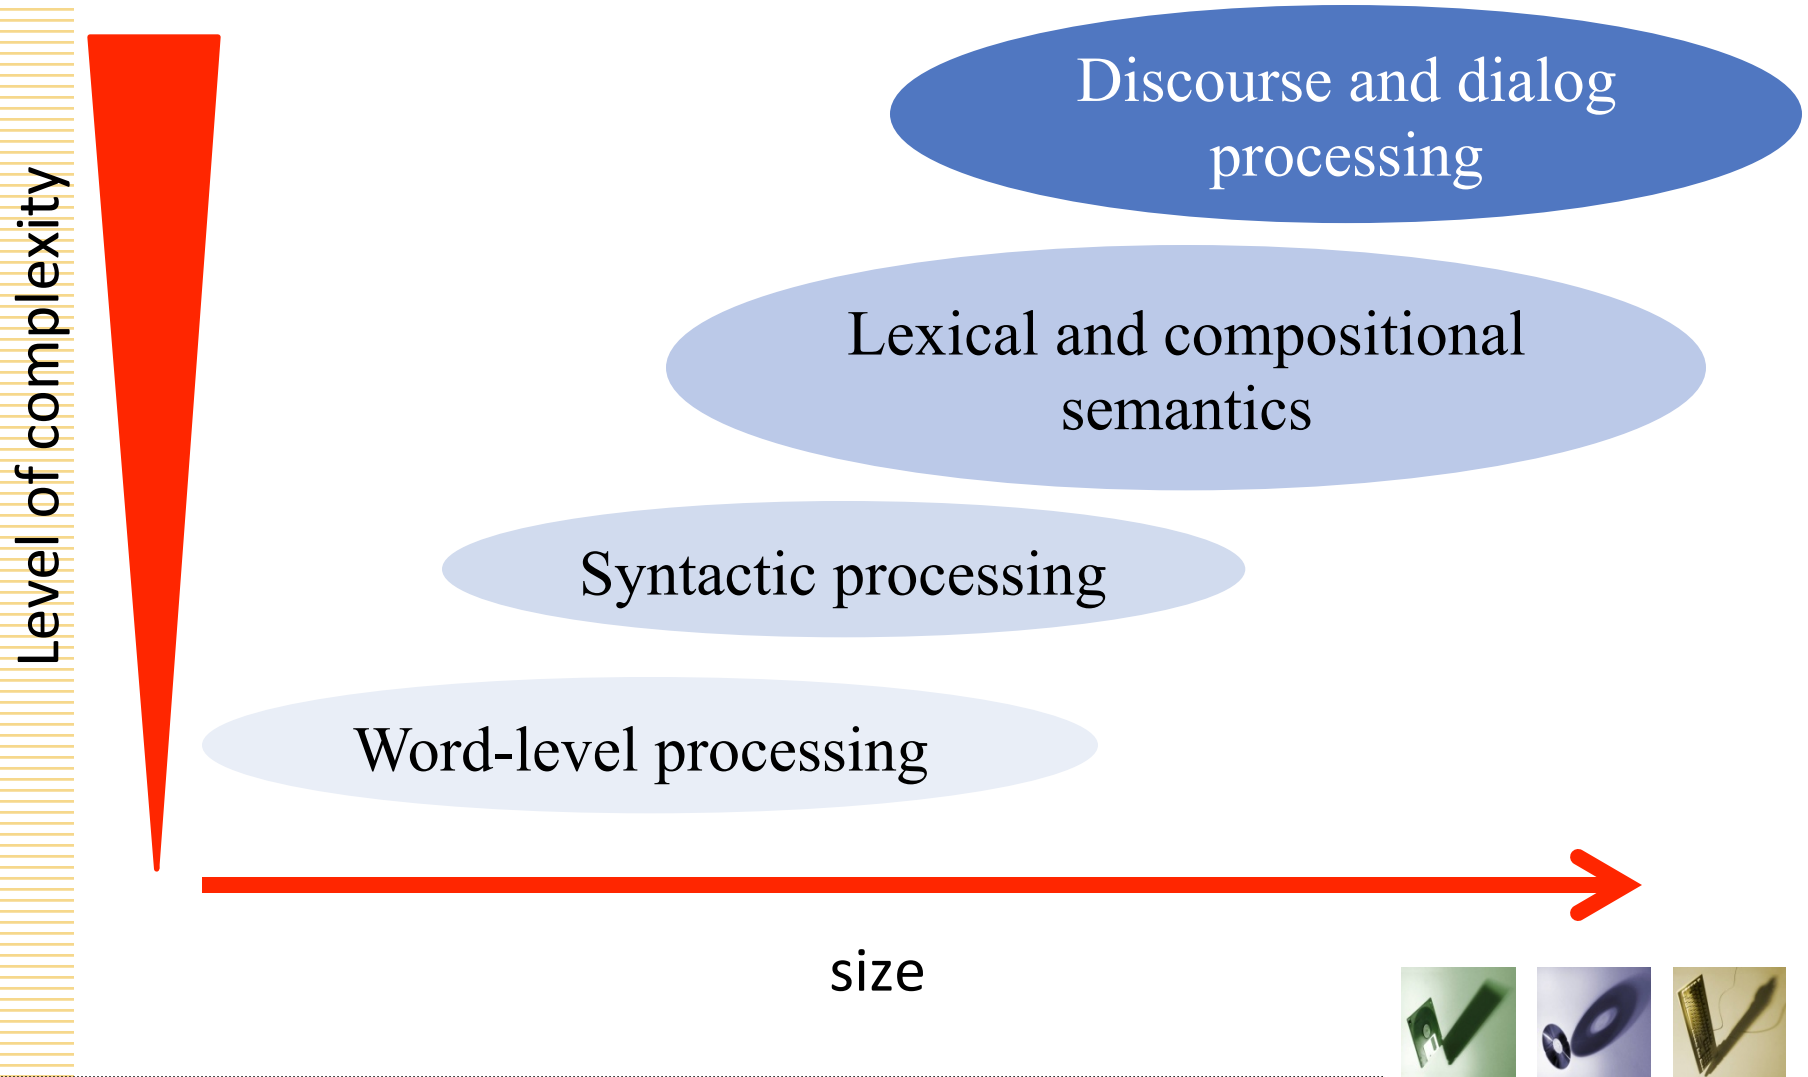 Level of complexity
Discourse and dialog
processing
Lexical and compositional
semantics
Syntactic processing
Word-level processing
size